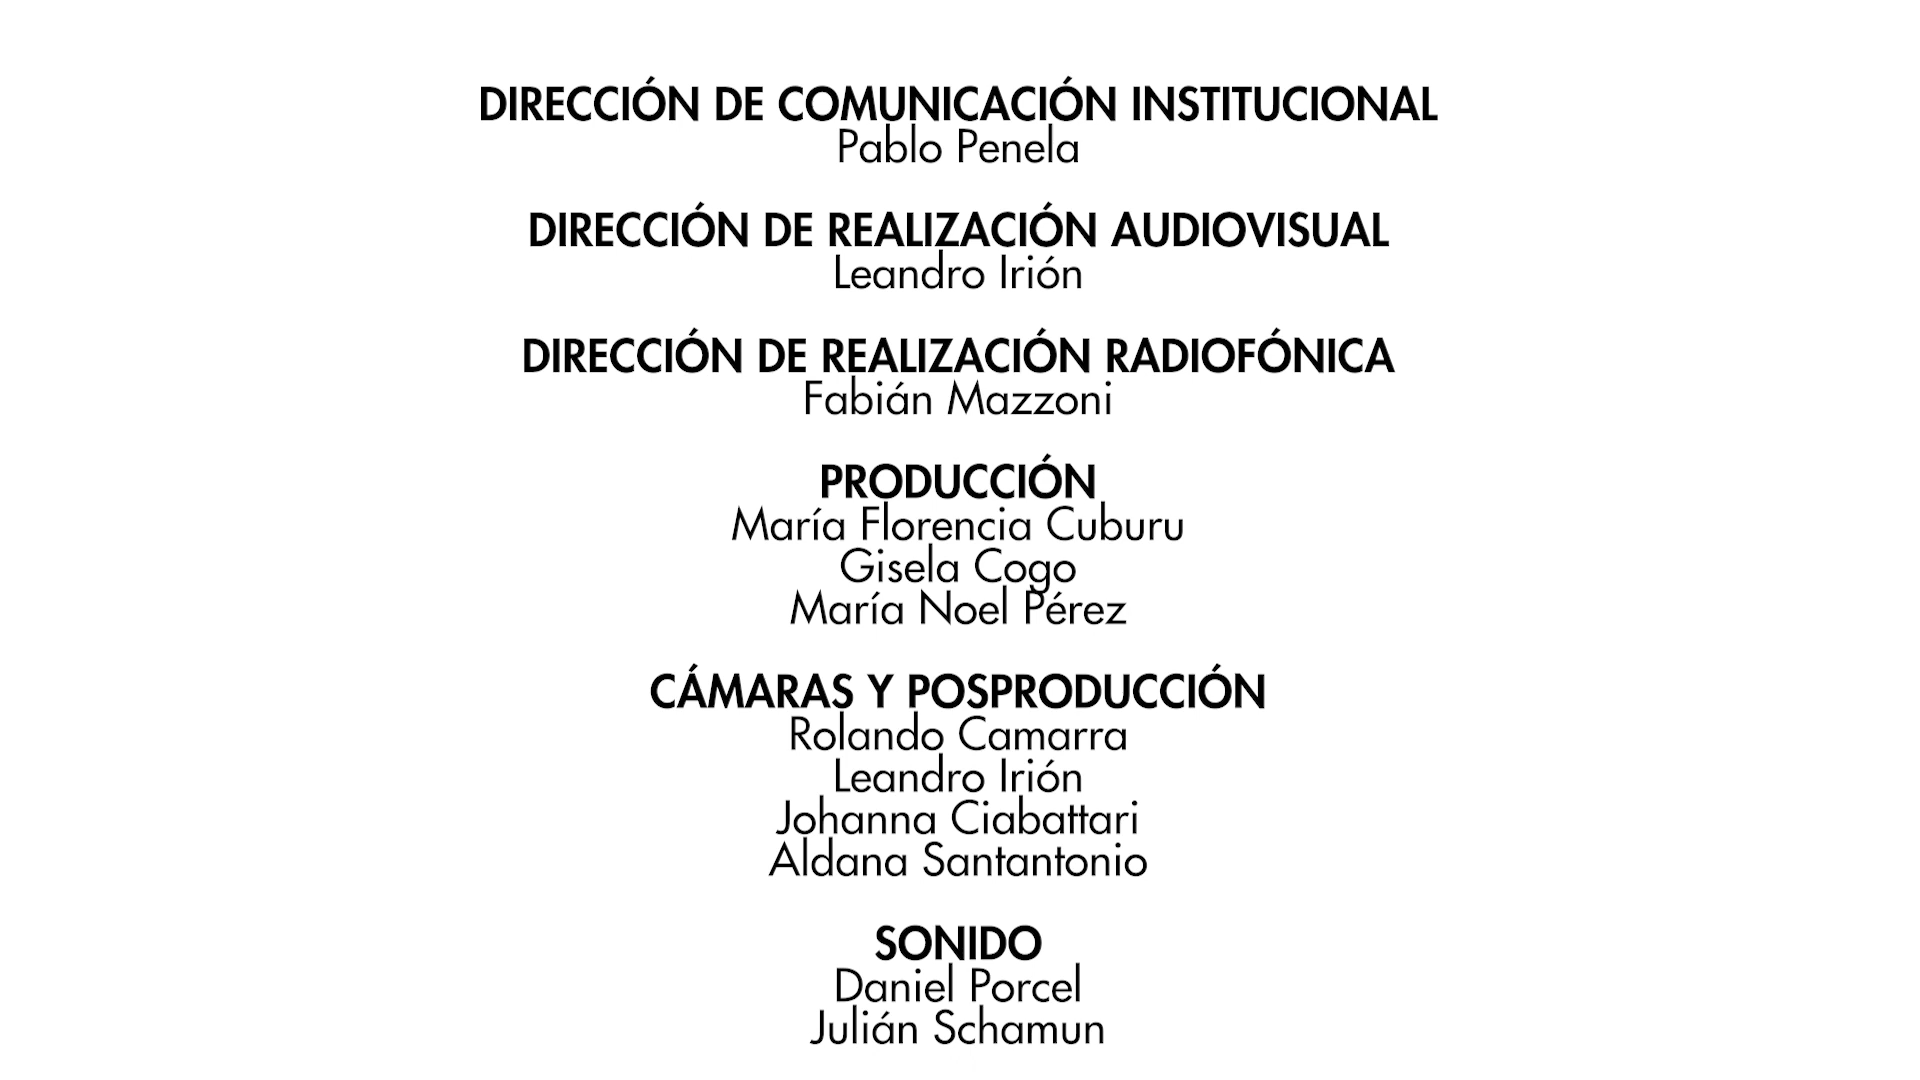 DIRECCIÓN DE COMUNICACIÓN INSTITUCIONAL
Pablo Penela
DIRECCIÓN DE REALIZACIÓN AUDIOVISUAL
Leandro Irión
DIRECCIÓN DE REALIZACIÓN RADIOFÓNICA
Fabián Mazzoni
PRODUCCIÓN
María Florencia Cuburu
Gisela Cogo
María Noel Pérez
CÁMARAS Y POSPRODUCCIÓN
Rolando Camarra
Leandro Irión
Johanna Ciabattari
Aldana Santantonio
SONIDO
Daniel Porcel
Julián Schamun